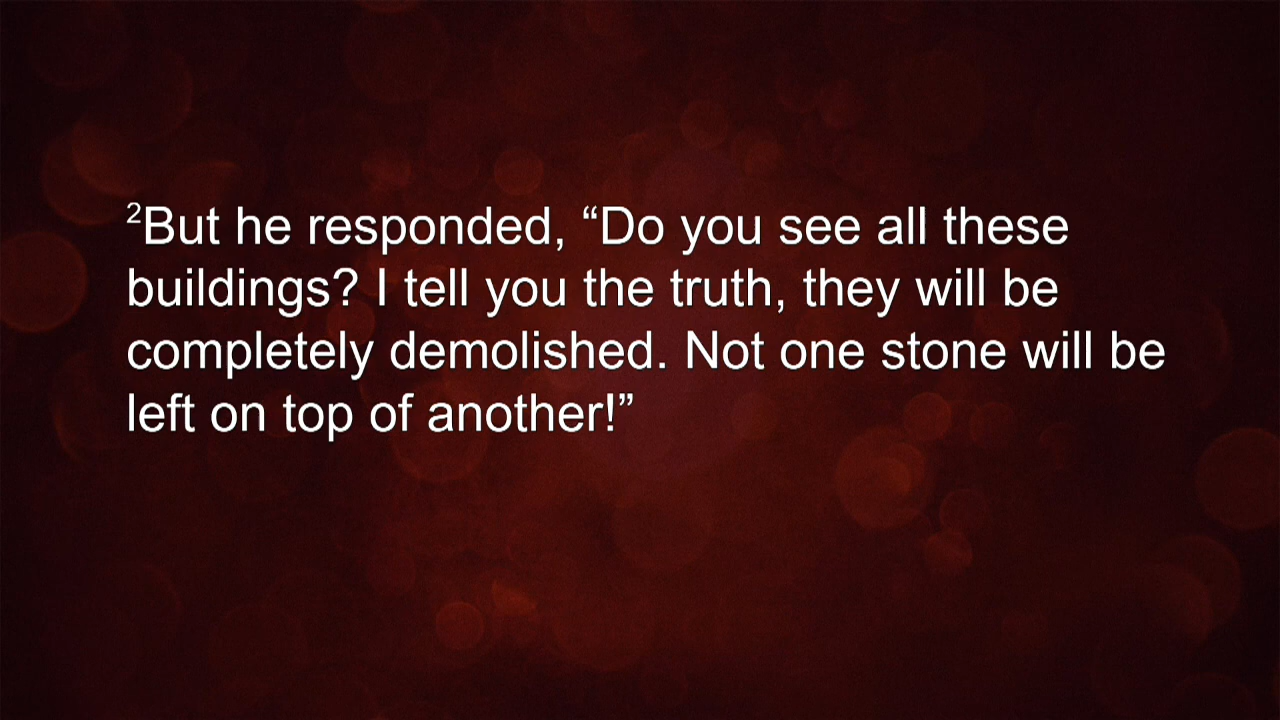 ²But he responded, “Do you see all these
buildings? I tell you the truth, they will be
completely demolished. Not one stone will be
left on top of another!”